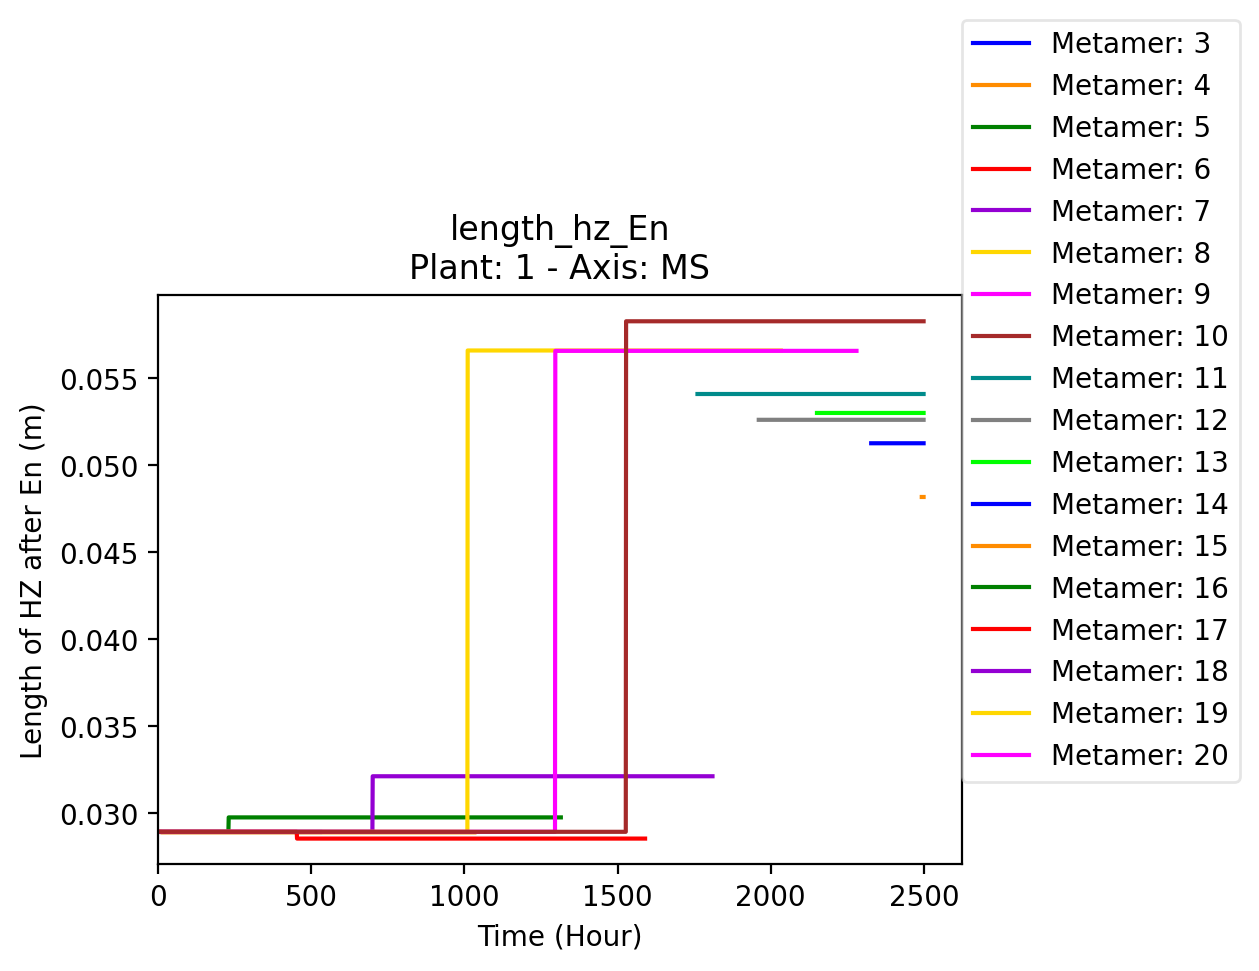 length_hz_En
Plant: 1 - Axis: MS
Length of HZ after En (m)
0.055
0.050
0.045
0.040
0.035
0.030
0
500
1000
1500
2000
2500
Time (Hour)
Metamer: 3
Metamer: 4
Metamer: 5
Metamer: 6
Metamer: 7
Metamer: 8
Metamer: 9
Metamer: 10
Metamer: 11
Metamer: 12
Metamer: 13
Metamer: 14
Metamer: 15
Metamer: 16
Metamer: 17
Metamer: 18
Metamer: 19
Metamer: 20